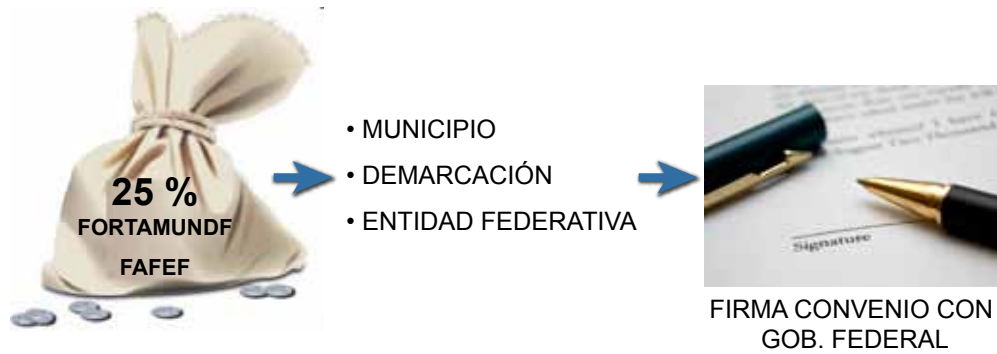 25 %
FORTAMUNDF
FAFEF
• MUNICIPIO
• DEMARCACIÓN
• ENTIDAD FEDERATIVA
Signature
FIRMA CONVENIO CON
GOB. FEDERAL